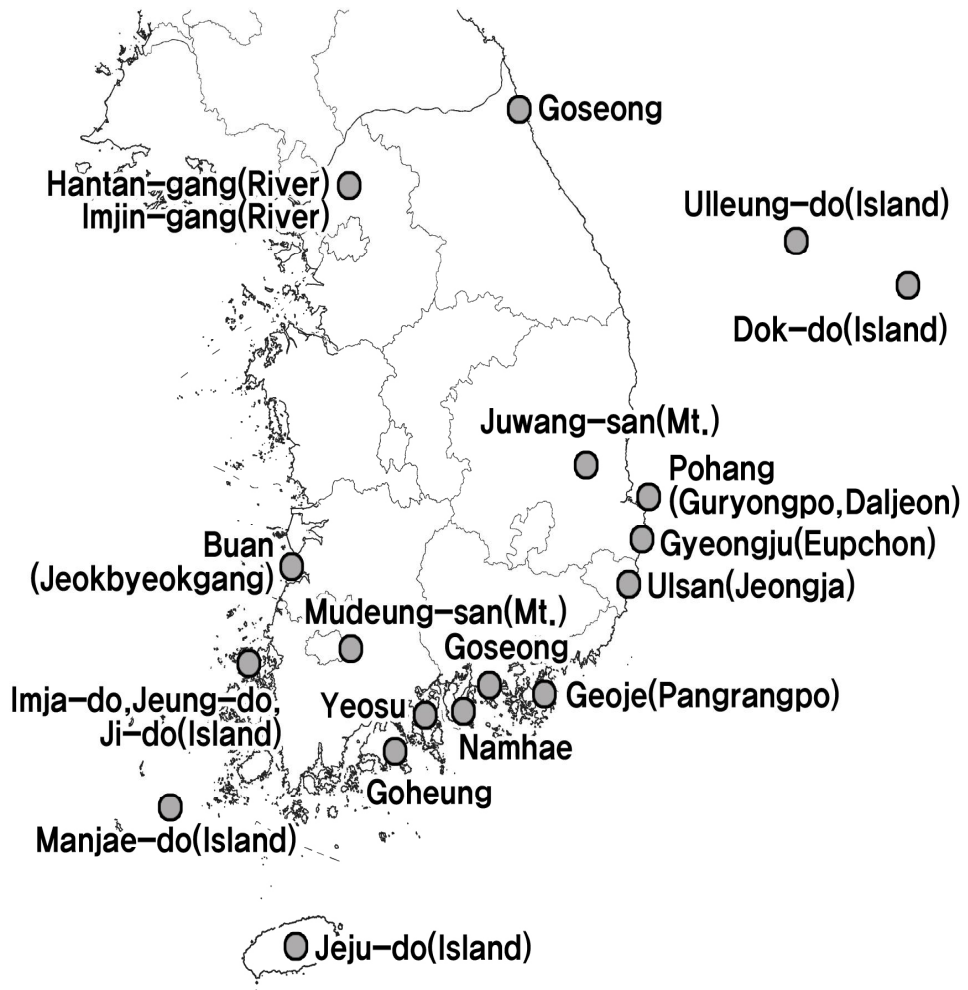 Goseong
Hantan-gang(River)
Imjin-gang(River)
Ulleung-do(Island)
Dok-do(Island)
Juwang-san(Mt.)
Pohang
(Guryongpo,Daljeon)
Buan
(Jeokbyeokgang)
Gyeongju(Eupchon)
Ulsan(Jeongja)
Mudeung-san(Mt.)
Goseong
Imja-do,Jeung-do,
Ji-do(Island)
Yeosu
Geoje(Pangrangpo)
Namhae
Goheung
Manjae-do(Island)
Jeju-do(Island)